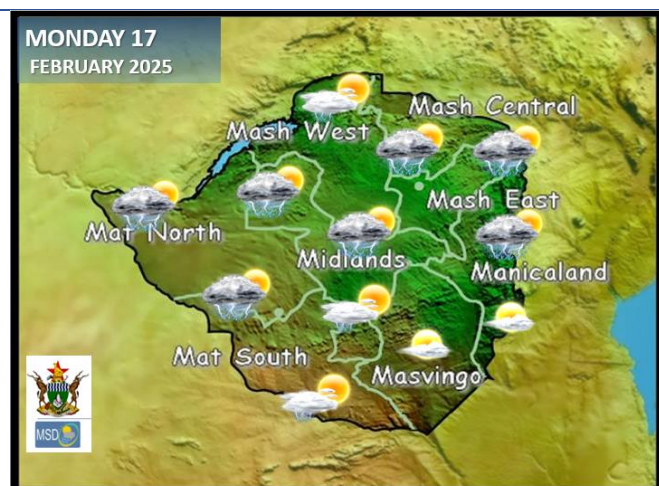 MONDAY 17
FEBRUARY 2025
Mash Central
Mash West
Mash East
Mat North
Midlands
Manicaland
Mat South
Masvingo
MSD